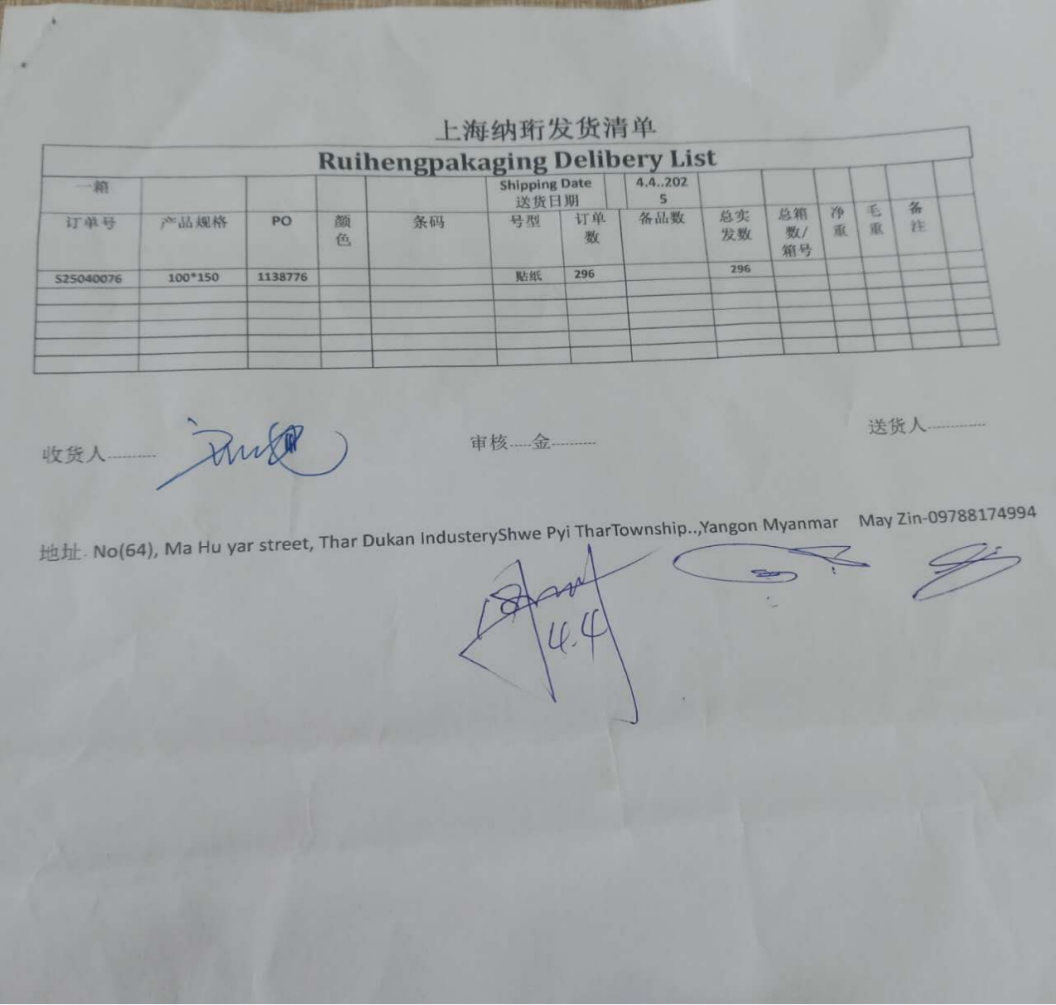 上海纳珩发货清单
Ruihengpakaging Delibery List
一箱 Shipping Date 送货日期 4.4..2025
订单号 产品规格 PO 颜色 条码 号型 订单数 备品数 总实发数 总箱数/箱号 净重 毛重 备注
S25040076 100*150 1138776 贴纸 296 296
收货人.......... 审核.....金.......... 送货人.............
地址. No(64), Ma Hu yar street, Thar Dukan IndusteryShwe Pyi TharTownship..,Yangon Myanmar May Zin-09788174994
4.4